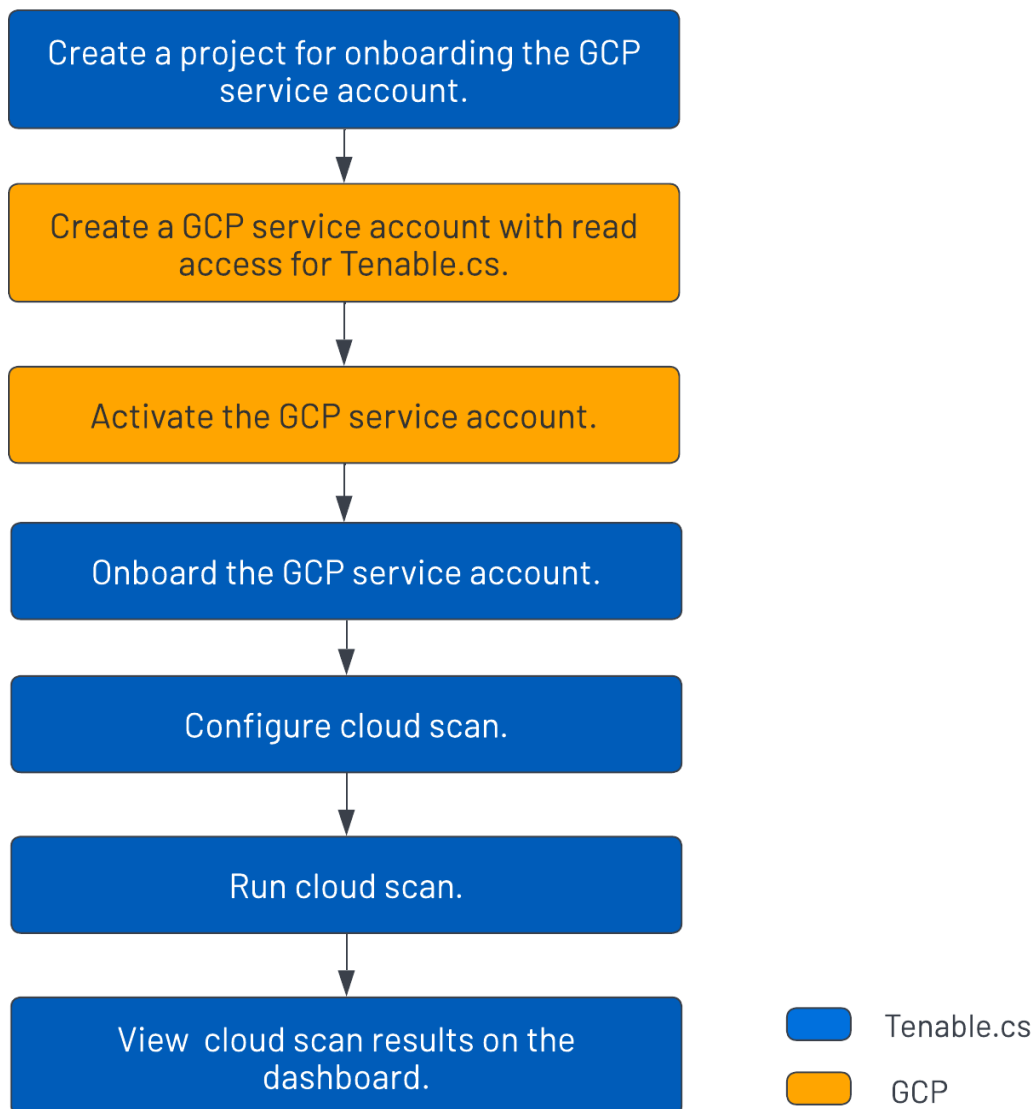 Create a project for onboarding the GCP
service account.
Create a GCP service account with read
access for Tenable.cs.
Activate the GCP service account.
Onboard the GCP service account.
Configure cloud scan.
Run cloud scan.
View cloud scan results on the
dashboard.
Tenable.cs
GCP